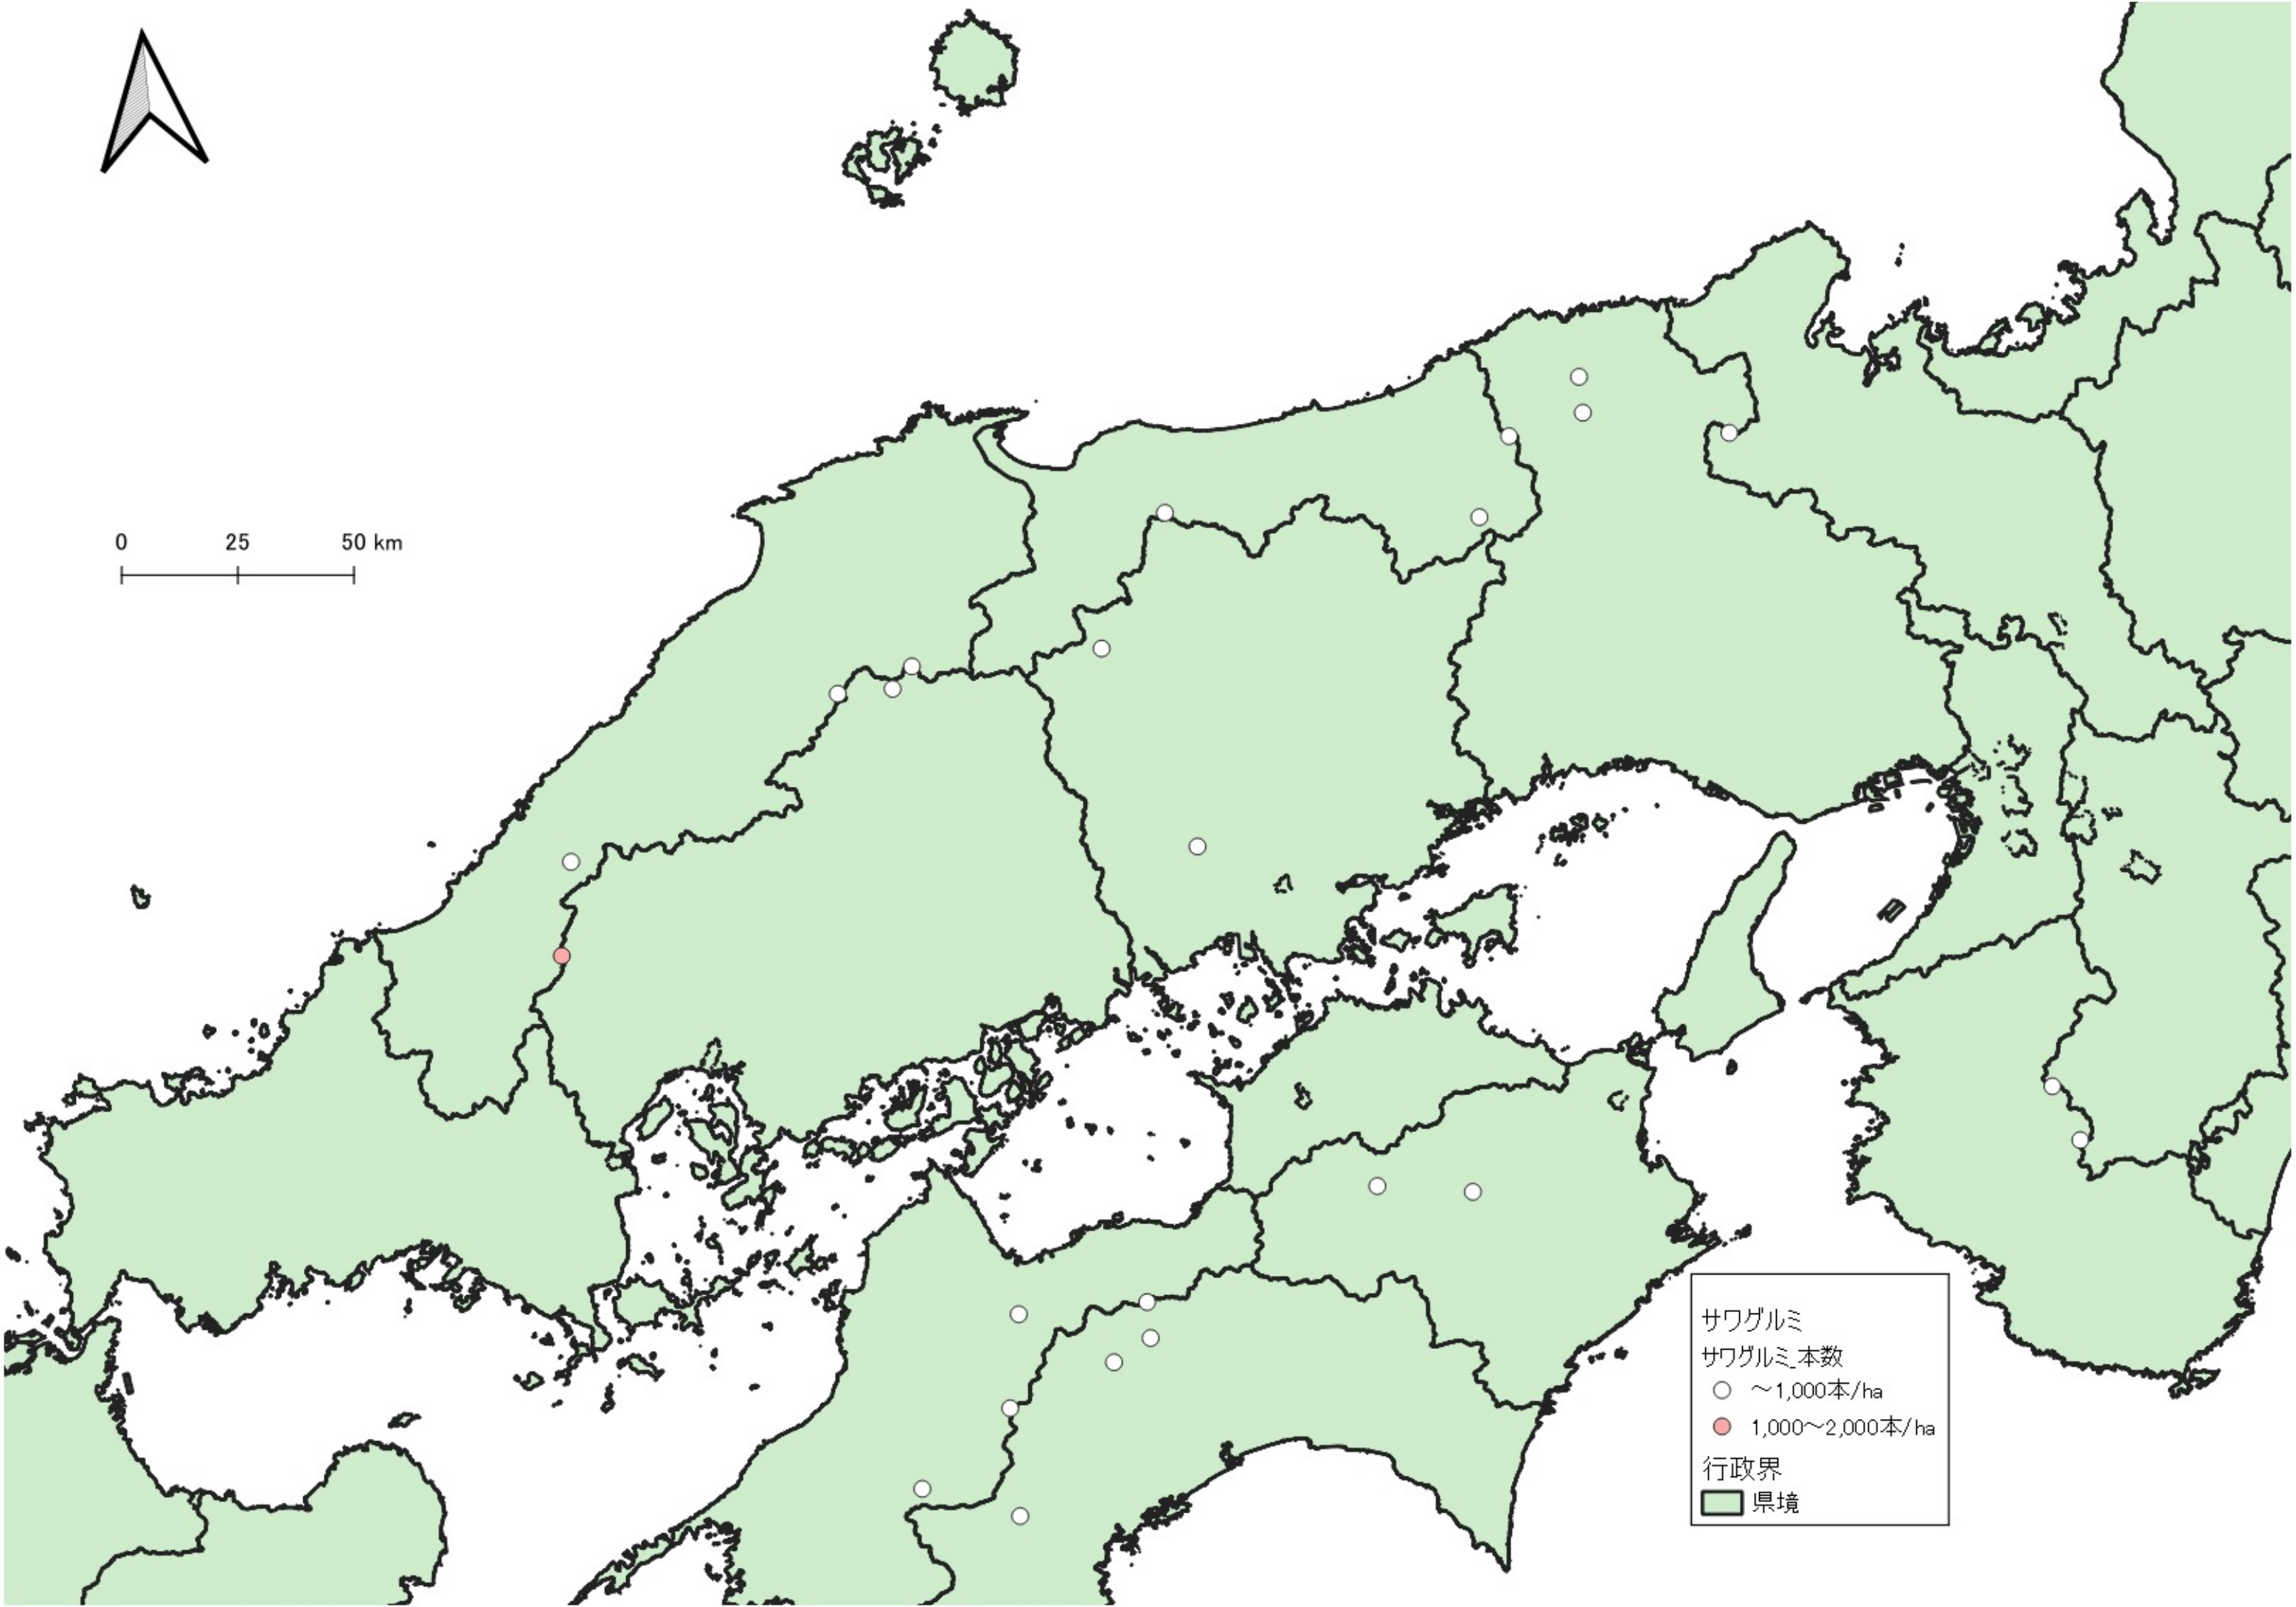 0 25 50 km
サワグルミ
サワグルミ_本数
～1,000本/ha
1,000～2,000本/ha
行政界
県境